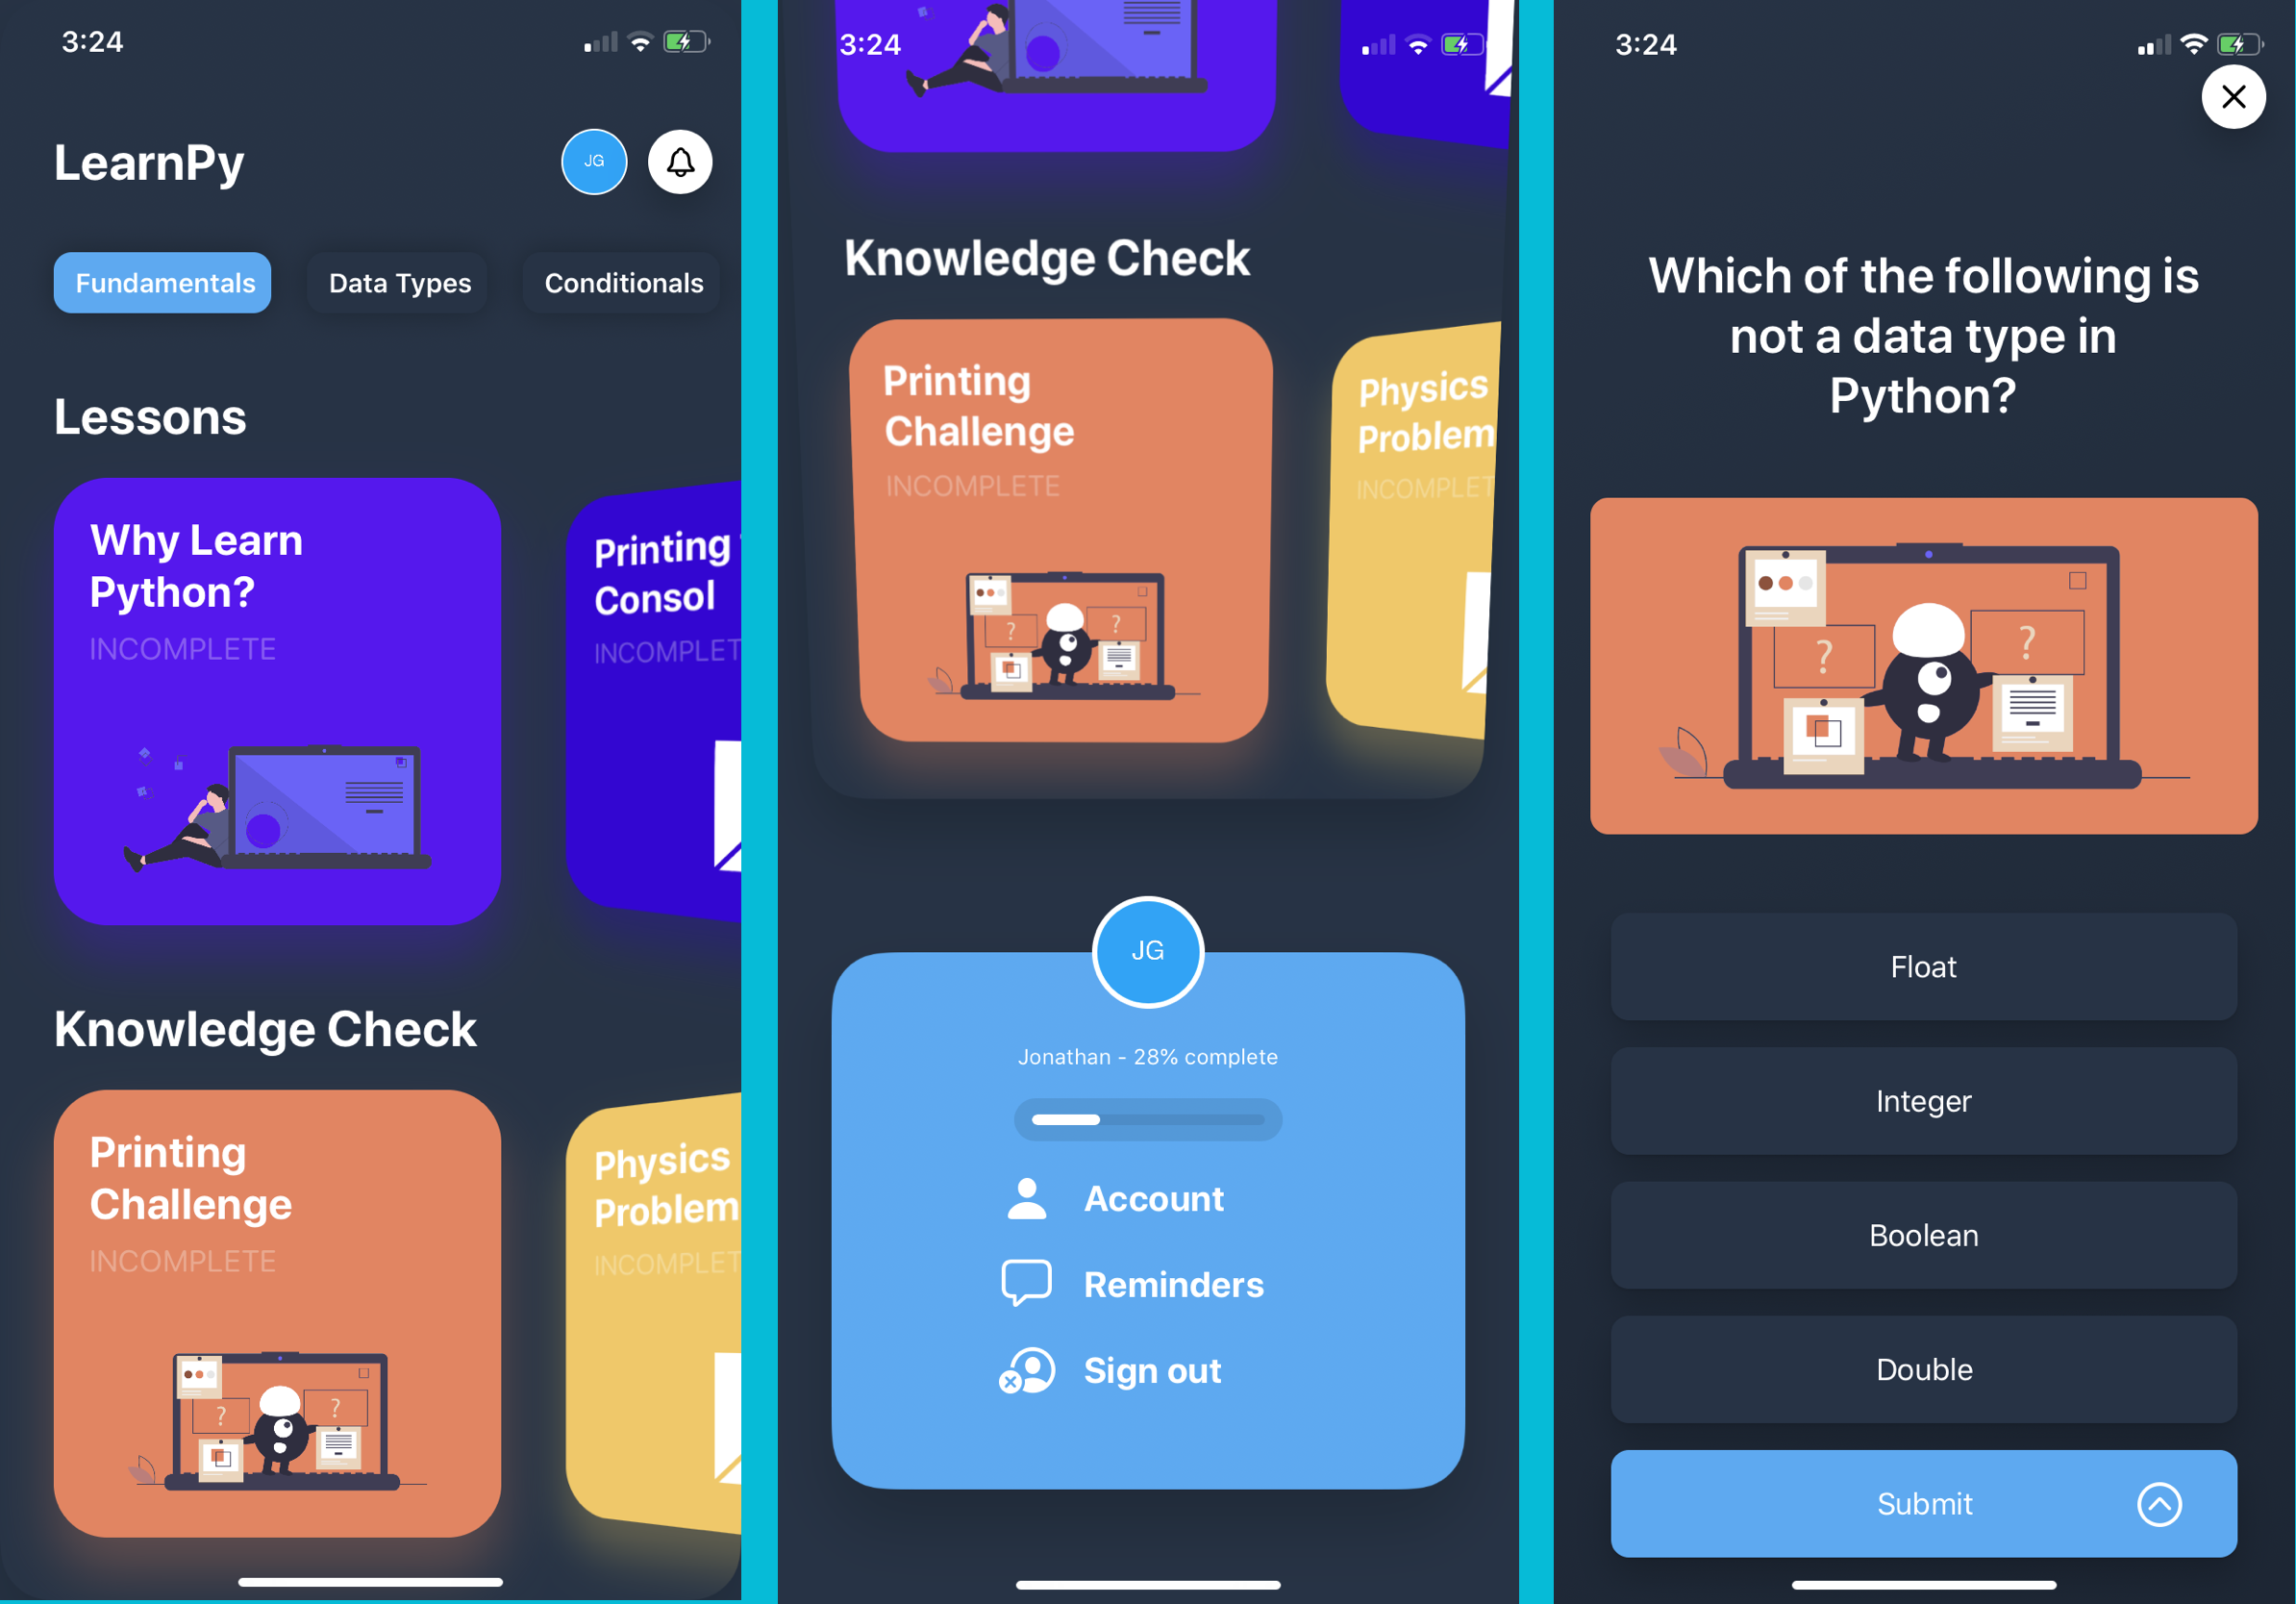 3:24
LearnPy
JG
Fundamentals
Data Types
Conditionals
Lessons
Why Learn
Python?
INCOMPLETE
Printing
Consol
INCOMPLET
Knowledge Check
Printing
Challenge
INCOMPLETE
?
?
Physics
Problem
INCOMPLET
3:24
Knowledge Check
Printing
Challenge
INCOMPLETE
?
?
Physics
Problem
INCOMPLET
JG
Jonathan - 28% complete
Account
Reminders
Sign out
3:24
Which of the following is
not a data type in
Python?
?
?
Float
Integer
Boolean
Double
Submit